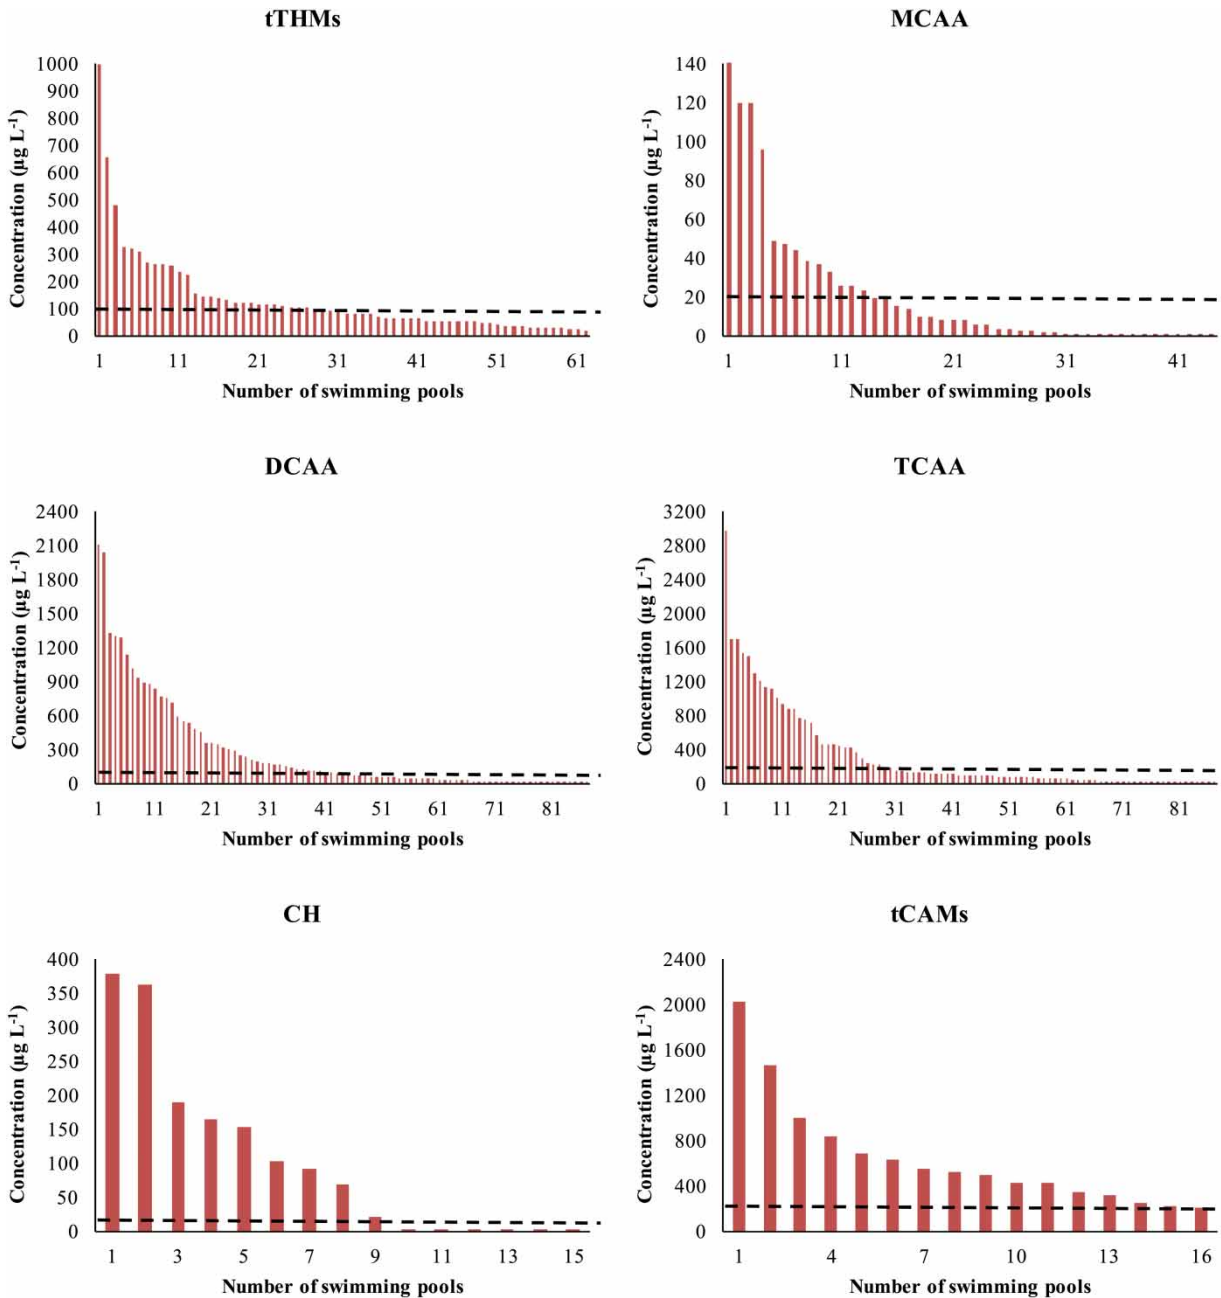 tTHMs
Concentration (µg L-1)
1000
900
800
700
600
500
400
300
200
100
0
1 11 21 31 41 51 61
Number of swimming pools
MCAA
Concentration (µg L-1)
140
120
100
80
60
40
20
0
1 11 21 31 41
Number of swimming pools
DCAA
Concentration (µg L-1)
2400
2100
1800
1500
1200
900
600
300
0
1 11 21 31 41 51 61 71 81
Number of swimming pools
TCAA
Concentration (µg L-1)
3200
2800
2400
2000
1600
1200
800
400
0
1 11 21 31 41 51 61 71 81
Number of swimming pools
CH
Concentration (µg L-1)
400
350
300
250
200
150
100
50
0
1 3 5 7 9 11 13 15
Number of swimming pools
tCAMs
Concentration (µg L-1)
2400
2000
1600
1200
800
400
0
1 4 7 10 13 16
Number of swimming pools